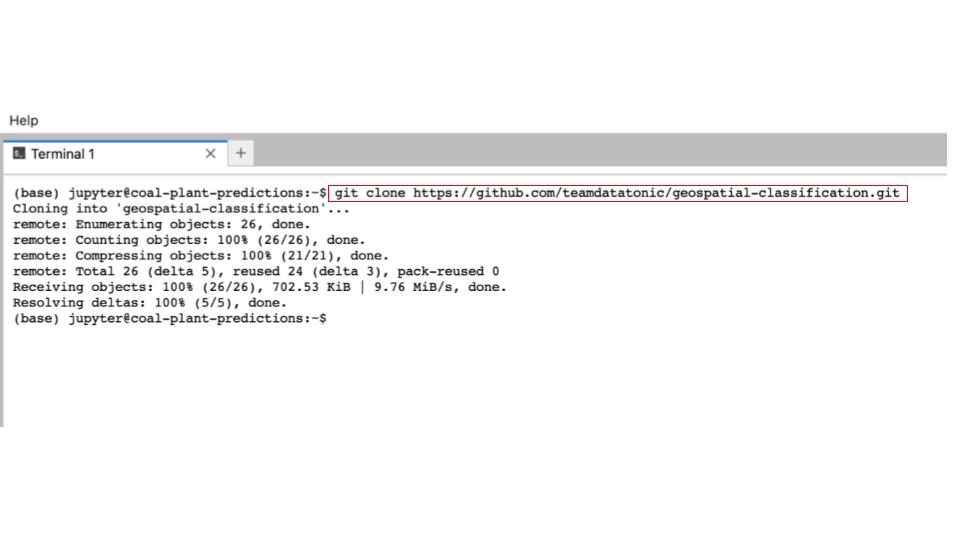 Help
Terminal 1
(base) jupyter@coal-plant-predictions:~$ git clone https://github.com/teamdatatonic/geospatial-classification.git
Cloning into 'geospatial-classification'...
remote: Enumerating objects: 26, done.
remote: Counting objects: 100% (26/26), done.
remote: Compressing objects: 100% (21/21), done.
remote: Total 26 (delta 5), reused 24 (delta 3), pack-reused 0
Receiving objects: 100% (26/26), 702.53 KiB | 9.76 MiB/s, done.
Resolving deltas: 100% (5/5), done.
(base) jupyter@coal-plant-predictions:~$